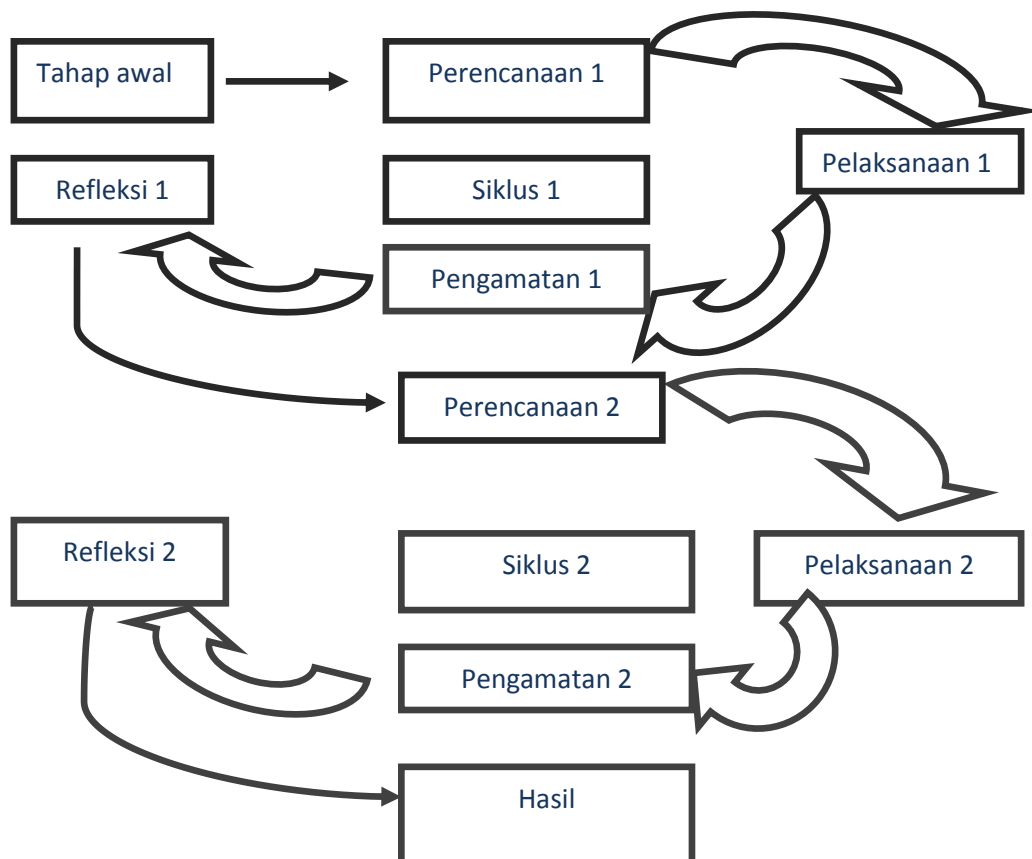 Tahap awal
Perencanaan 1
Pelaksanaan 1
Refleksi 1
Siklus 1
Pengamatan 1
Perencanaan 2
Refleksi 2
Siklus 2
Pelaksanaan 2
Pengamatan 2
Hasil